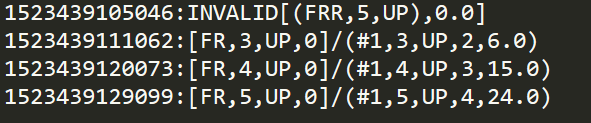 1523439105046:INVALID[(FRR,5,UP),0.0]
1523439111062:[FR,3,UP,0]/(#1,3,UP,2,6.0)
1523439120073:[FR,4,UP,0]/(#1,4,UP,3,15.0)
1523439129099:[FR,5,UP,0]/(#1,5,UP,4,24.0)